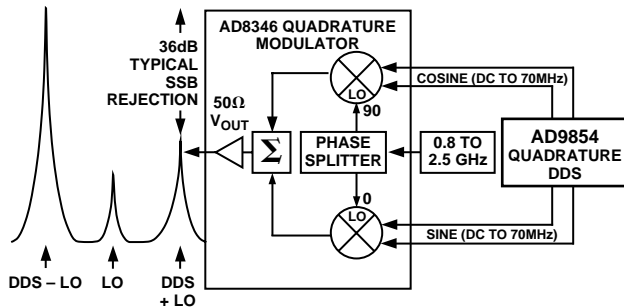 AD8346 QUADRATURE
MODULATOR
36dB
TYPICAL
SSB
REJECTION
50Ω
VOUT
LO
90
COSINE (DC TO 70MHz)
Σ
PHASE
SPLITTER
0.8 TO
2.5 GHz
AD9854
QUADRATURE
DDS
0
LO
SINE (DC TO 70MHz)
DDS – LO
LO
DDS
+ LO